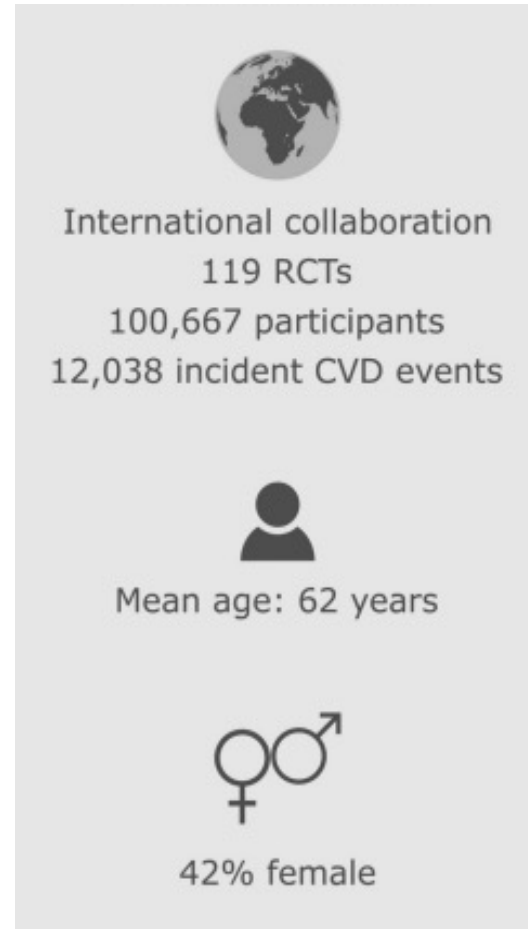 International collaboration
119 RCTs
100,667 participants
12,038 incident CVD events
Mean age: 62 years
42% female